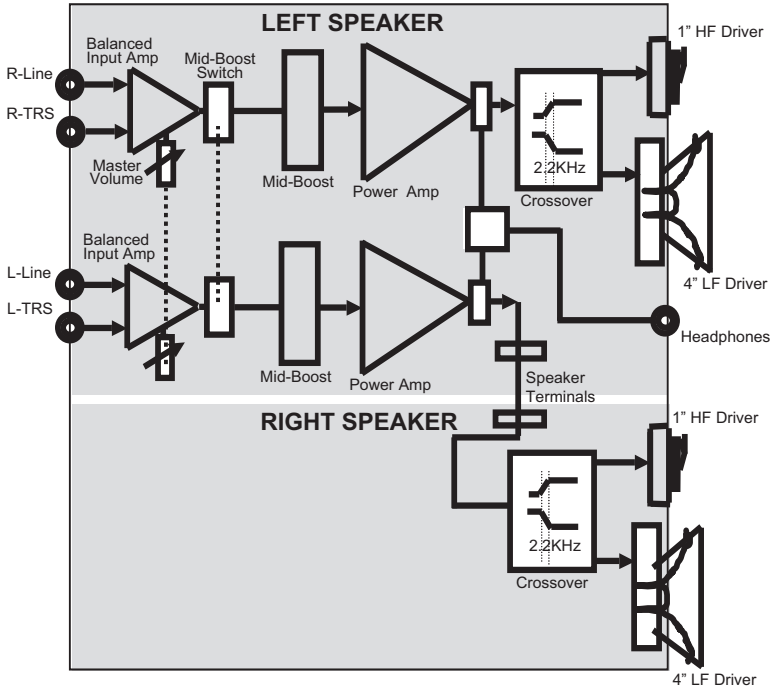 LEFT SPEAKER
1” HF Driver
Balanced
Input Amp
Mid-Boost
Switch
R-Line
R-TRS
Master
Volume
Mid-Boost
Power Amp
2.2KHz
Crossover
4” LF Driver
Balanced
Input Amp
L-Line
L-TRS
Headphones
Mid-Boost
Power Amp
Speaker
Terminals
RIGHT SPEAKER
1” HF Driver
2.2KHz
Crossover
4” LF Driver